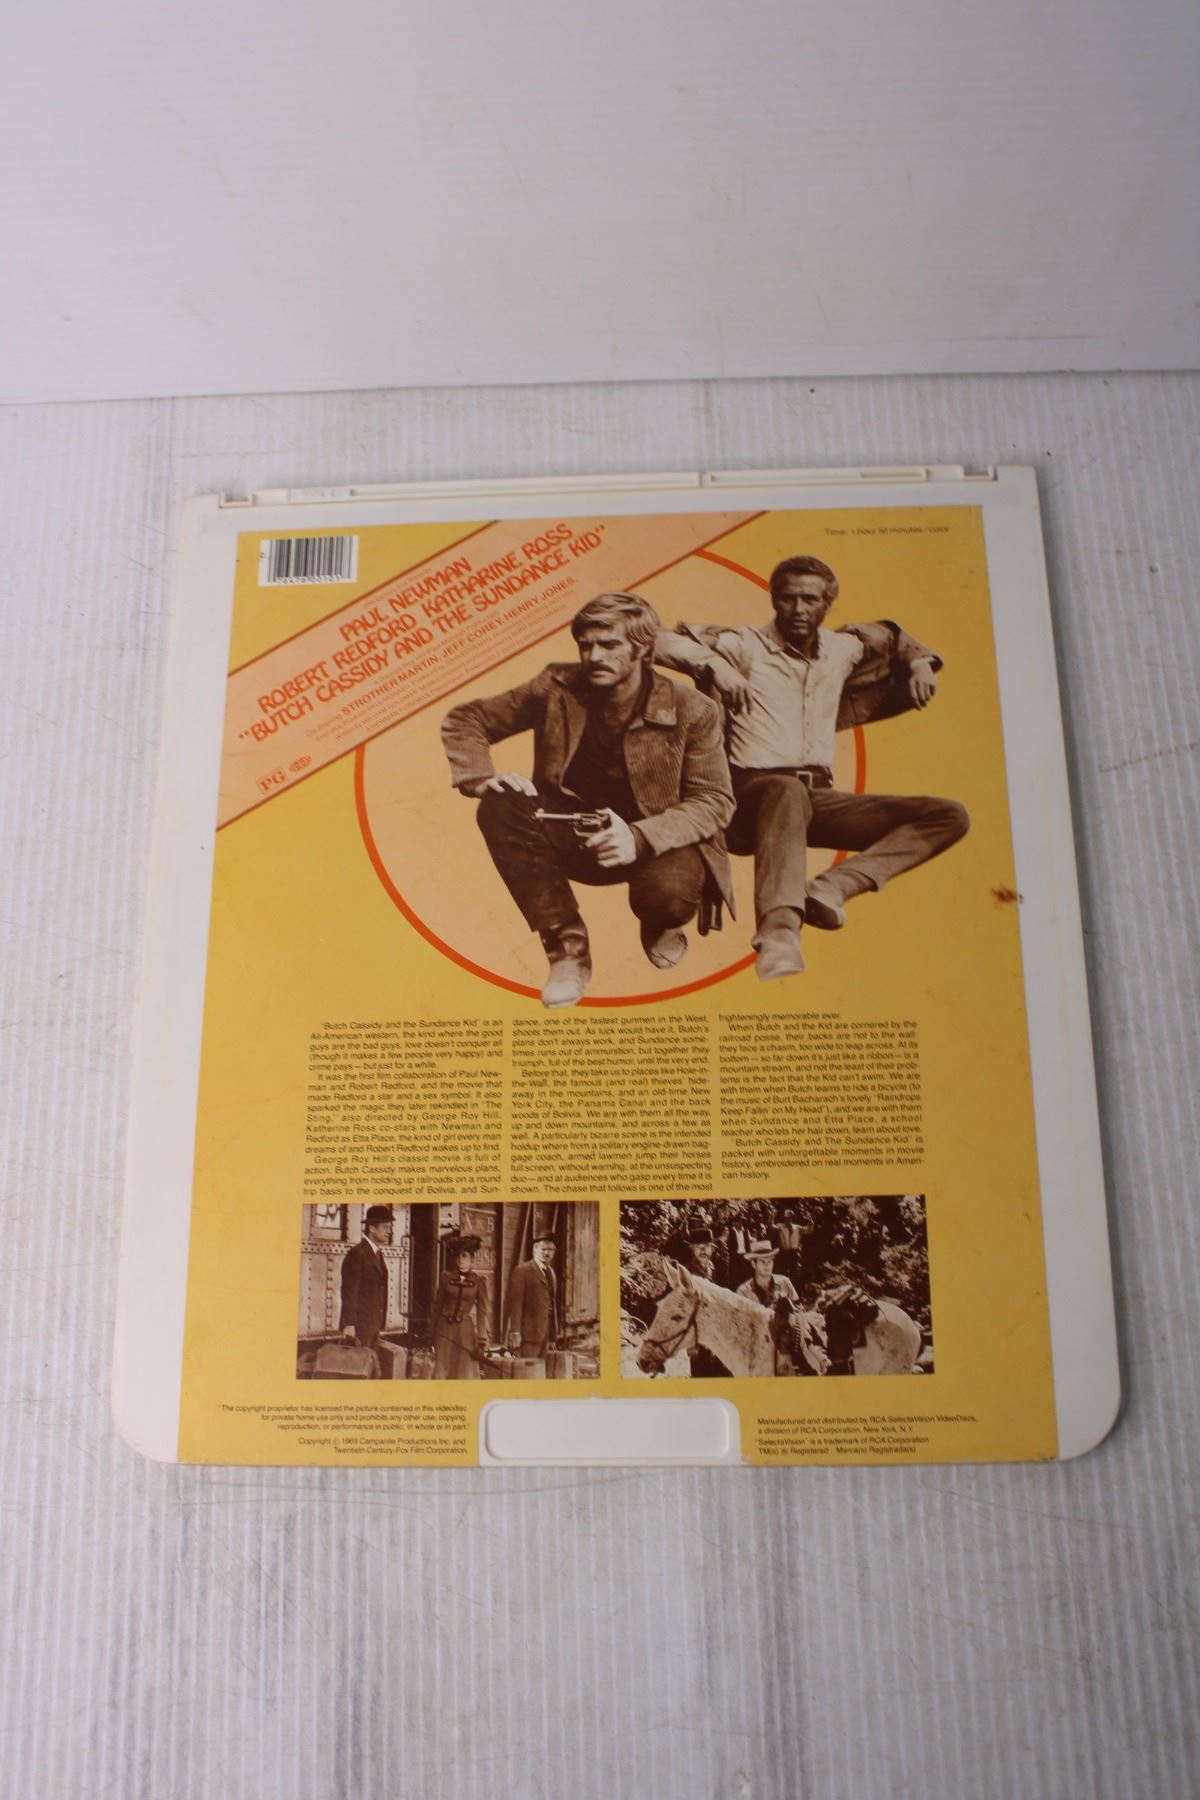 Time: 1 hour 50 minutes / color
PAUL NEWMAN
ROBERT REDFORD KATHARINE ROSS
"BUTCH CASSIDY AND THE SUNDANCE KID"
Co-Starring STROTHER MARTIN, JEFF COREY, HENRY JONES.
PG
"Butch Cassidy and the Sundance Kid" is an
All-American western, the kind where the good
guys are the bad guys, love doesn't conquer all
(though it makes a few people very happy) and
crime pays—but just for a while.
It was the first film collaboration of Paul New-
man and Robert Redford, and the movie that
made Redford a star and a sex symbol. It also
sparked the magic they later rekindled in "The
Sting," also directed by George Roy Hill.
Katherine Ross co-stars with Newman and
Redford as Etta Place, the kind of girl every man
dreams of and Robert Redford wakes up to find.
George Roy Hill's classic movie is full of
action. Butch Cassidy makes marvelous plans,
everything from holding up railroads on a round
trip basis to the conquest of Bolivia, and Sun-
dance, one of the fastest gunmen in the West,
shoots them out. As luck would have it, Butch's
plans don't always work, and Sundance some-
times runs out of ammunition, but together they
triumph, full of the best humor, until the very end.
Before that, they take us to places like Hole-in-
the-Wall, the famous (and real) thieves' hide-
away in the mountains, and an old-time New
York City, the Panama Canal and the back
woods of Bolivia. We are with them all the way,
up and down mountains, and across a few as
well. A particularly bizarre scene is the intended
holdup where from a solitary engine-drawn bag-
gage coach, armed lawmen jump their horses
full screen, without warning, at the unsuspecting
duo—and at audiences who gasp every time it is
shown. The chase that follows is one of the most
frighteningly memorable ever.
When Butch and the Kid are cornered by the
railroad posse, their backs are not to the wall:
they face a chasm, too wide to leap across. At its
bottom—so far down it's just like a ribbon—is a
mountain stream, and not the least of their prob-
lems is the fact that the Kid can't swim. We are
with them when Butch learns to ride a bicycle (to
the music of Burt Bacharach's lovely "Raindrops
Keep Fallin' on My Head"), and we are with them
when Sundance and Etta Place, a school
teacher who lets her hair down, learn about love.
"Butch Cassidy and The Sundance Kid" is
packed with unforgettable moments in movie
history, embroidered on real moments in Ameri-
can history.
"The copyright proprietor has licensed the picture contained in this videodisc
for private home use only and prohibits any other use, copying,
reproduction, or performance in public, in whole or in part."
Copyright © 1969 Campanile Productions Inc. and
Twentieth Century-Fox Film Corporation.
Manufactured and distributed by RCA SelectaVision VideoDiscs,
a division of RCA Corporation, New York, N.Y.
"SelectaVision" is a trademark of RCA Corporation
TM(s) ® Registered Marca(s) Registrada(s)